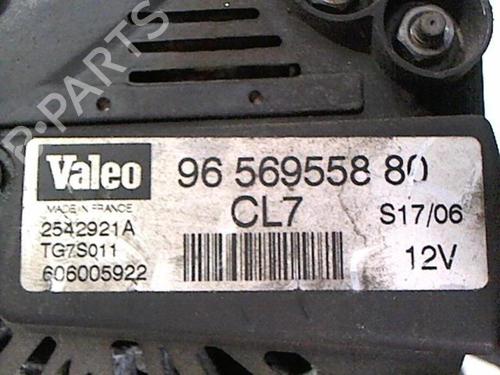 Valeo
MADE IN FRANCE
2542921A
TG7S011
606005922
96 569558 80
CL7
S17/06
12V
B-PARTS